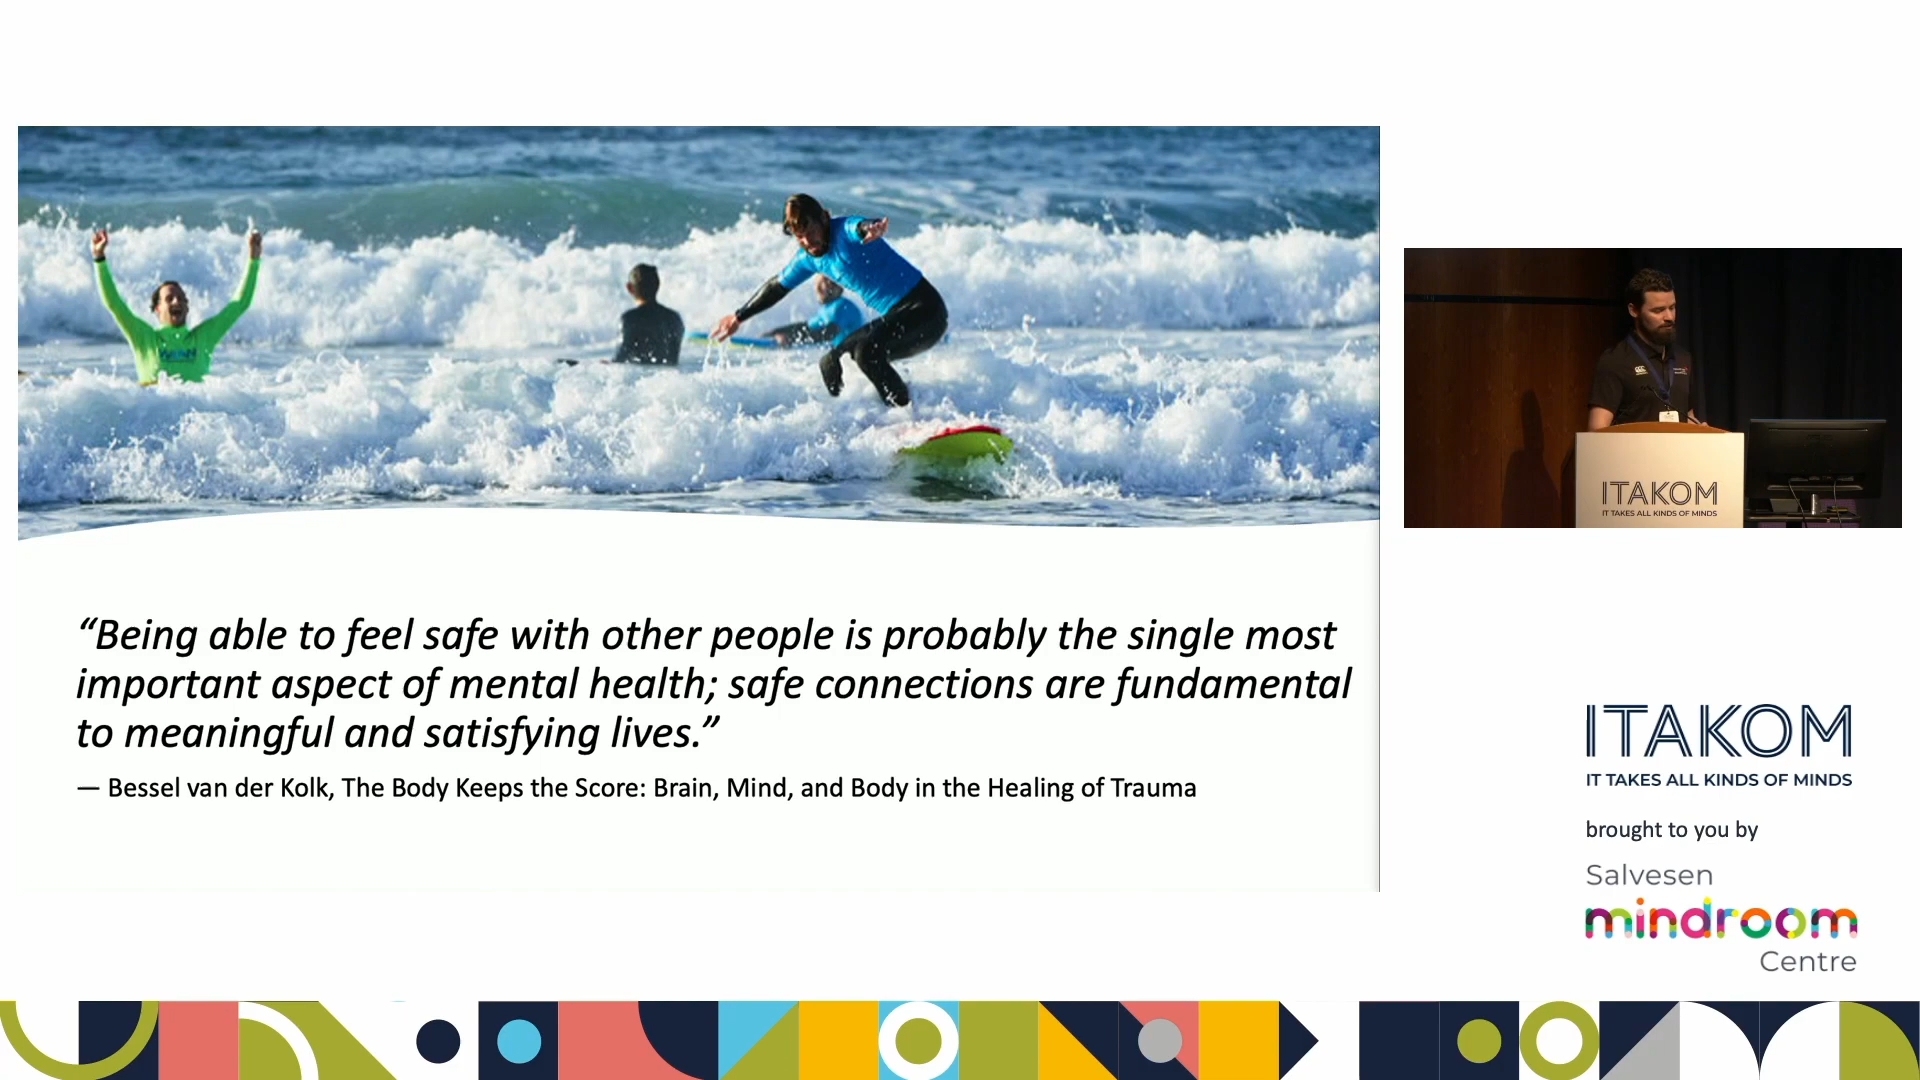 “Being able to feel safe with other people is probably the single most
important aspect of mental health; safe connections are fundamental
to meaningful and satisfying lives.”
— Bessel van der Kolk, The Body Keeps the Score: Brain, Mind, and Body in the Healing of Trauma
ITAKOM
IT TAKES ALL KINDS OF MINDS
ITAKOM
IT TAKES ALL KINDS OF MINDS
brought to you by
Salvesen
mindroom
Centre